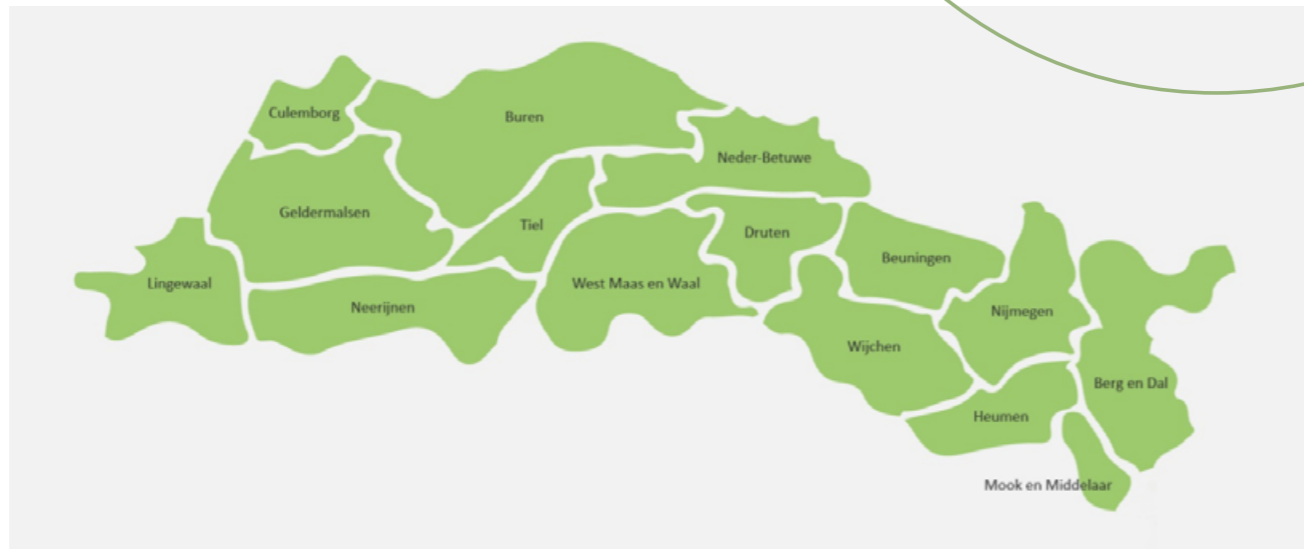 Culemborg
Buren
Neder-Betuwe
Geldermalsen
Tiel
Druten
Beuningen
Lingewaal
West Maas en Waal
Neerijnen
Nijmegen
Wijchen
Berg en Dal
Heumen
Mook en Middelaar